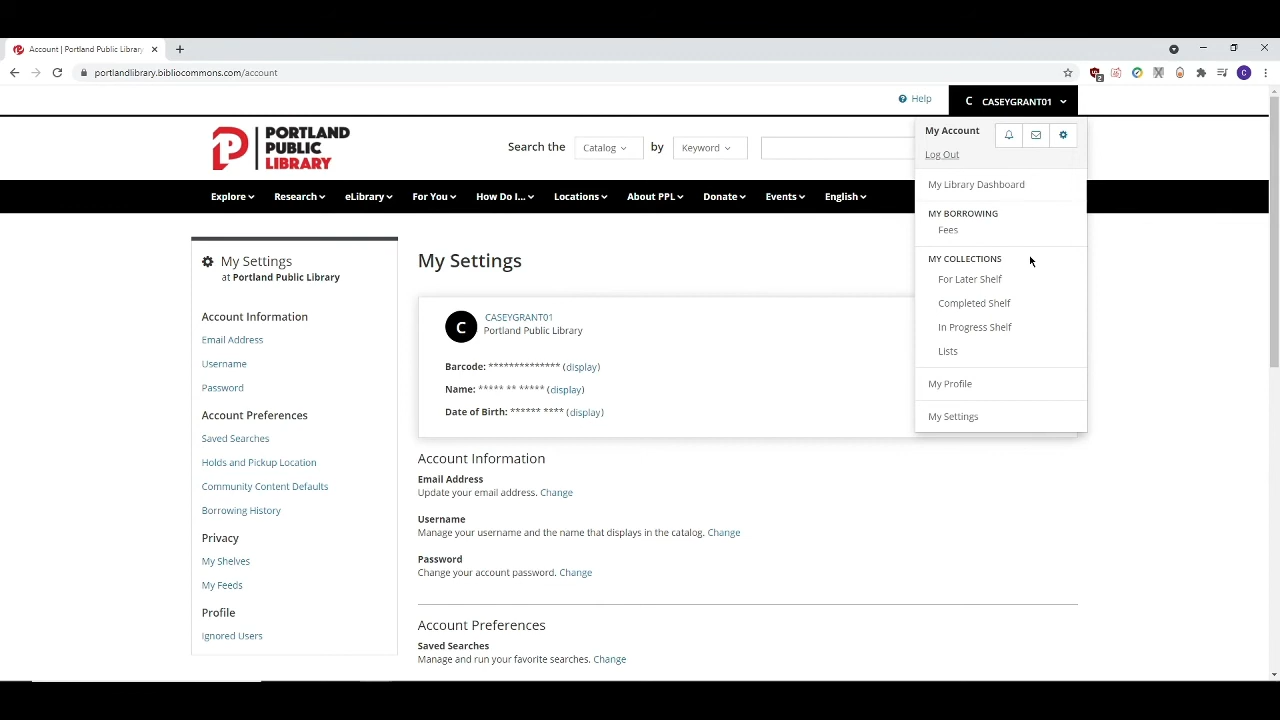 Account | Portland Public Library
portlandlibrary.bibliocommons.com/account
2
C
Help
C CASEYGRANT01
PORTLAND
PUBLIC
LIBRARY
Search the Catalog by Keyword
My Account
Log Out
Explore Research eLibrary For You How Do I... Locations About PPL Donate Events English
My Library Dashboard
MY BORROWING
Fees
MY COLLECTIONS
For Later Shelf
Completed Shelf
In Progress Shelf
Lists
My Profile
My Settings
My Settings
at Portland Public Library
Account Information
Email Address
Username
Password
Account Preferences
Saved Searches
Holds and Pickup Location
Community Content Defaults
Borrowing History
Privacy
My Shelves
My Feeds
Profile
Ignored Users
My Settings
C
CASEYGRANT01
Portland Public Library
Barcode: ************** (display)
Name: ***** ** ***** (display)
Date of Birth: ****** **** (display)
Account Information
Email Address
Update your email address. Change
Username
Manage your username and the name that displays in the catalog. Change
Password
Change your account password. Change
Account Preferences
Saved Searches
Manage and run your favorite searches. Change